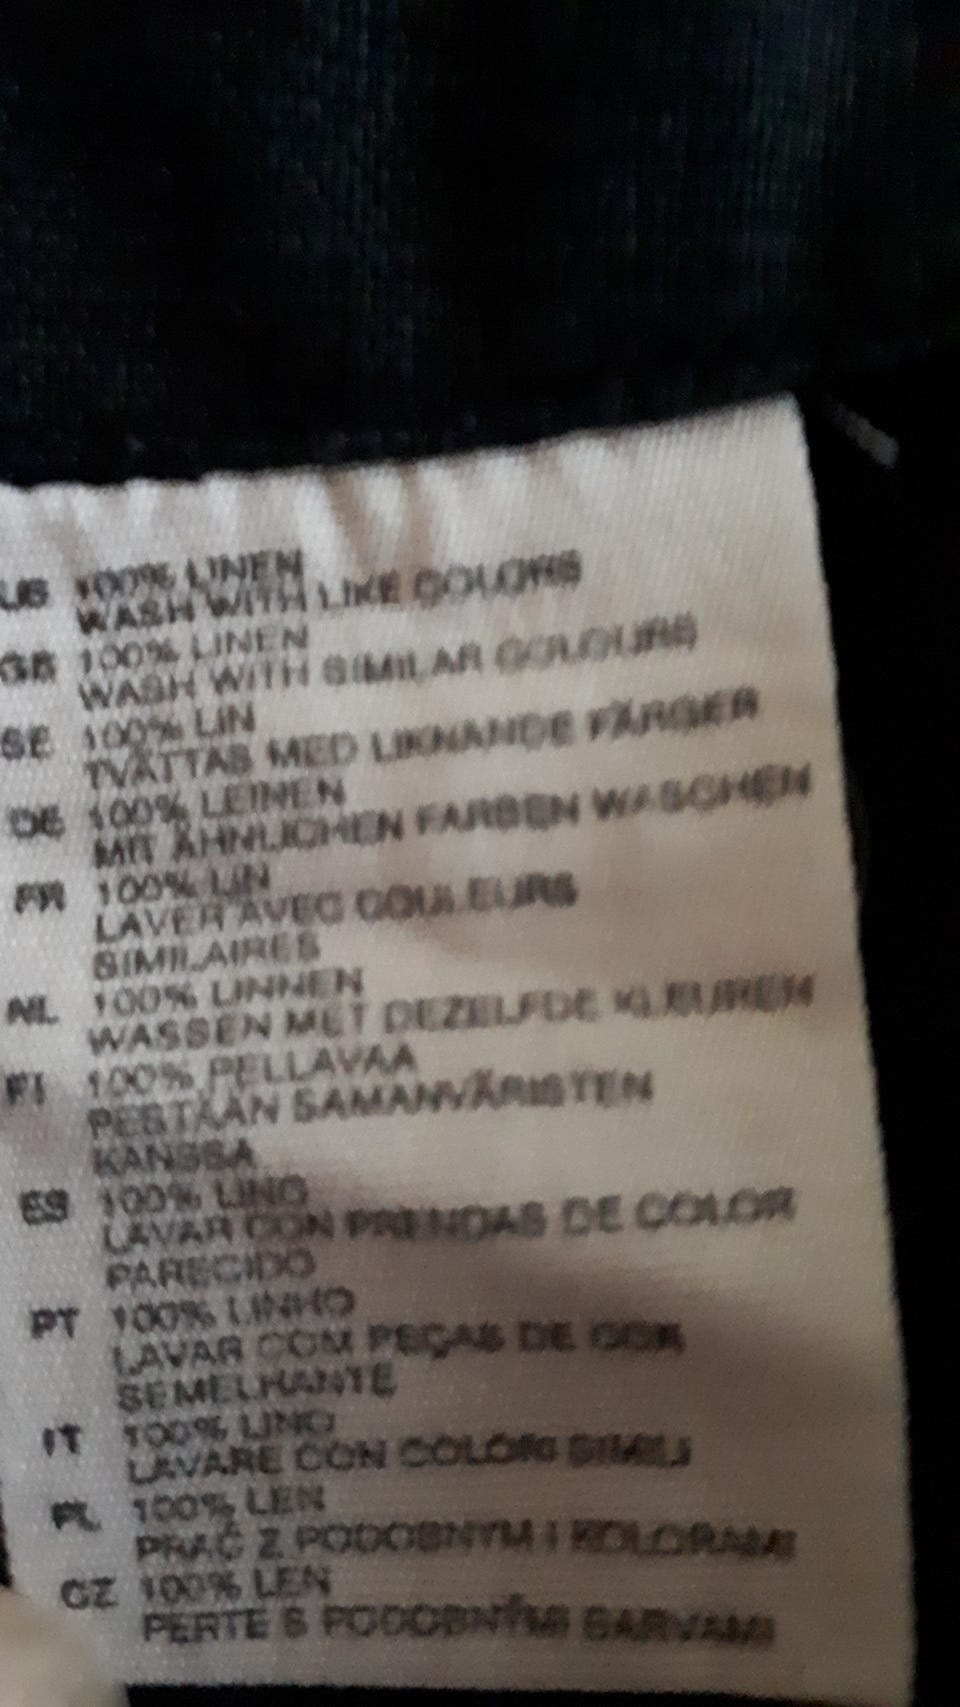 US 100% LINEN
WASH WITH LIKE COLORS
GB 100% LINEN
WASH WITH SIMILAR COLOURS
SE 100% LIN
TVÄTTAS MED LIKNANDE FÄRGER
DE 100% LEINEN
MIT ÄHNLICHEN FARBEN WASCHEN
FR 100% LIN
LAVER AVEC COULEURS
SIMILAIRES
NL 100% LINNEN
WASSEN MET DEZELFDE KLEUREN
FI 100% PELLAVAA
PESTÄÄN SAMANVÄRISTEN
KANSSA
ES 100% LINO
LAVAR CON PRENDAS DE COLOR
PARECIDO
PT 100% LINHO
LAVAR COM PEÇAS DE COR
SEMELHANTE
IT 100% LINO
LAVARE CON COLORI SIMILI
PL 100% LEN
PRAĆ Z PODOBNYMI KOLORAMI
CZ 100% LEN
PERTE S PODOBNÝMI BARVAMI